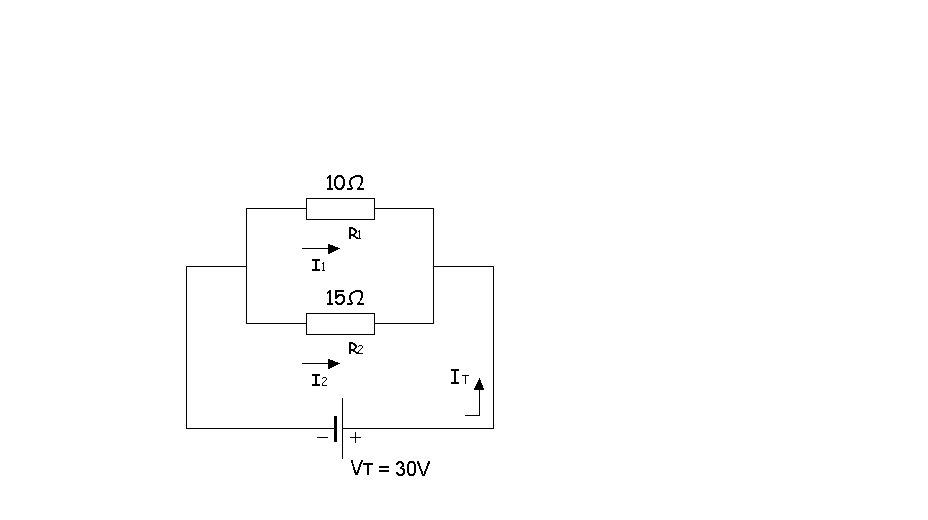 10Ω
R1
I1
15Ω
R2
I2
IT
− +
VT = 30V